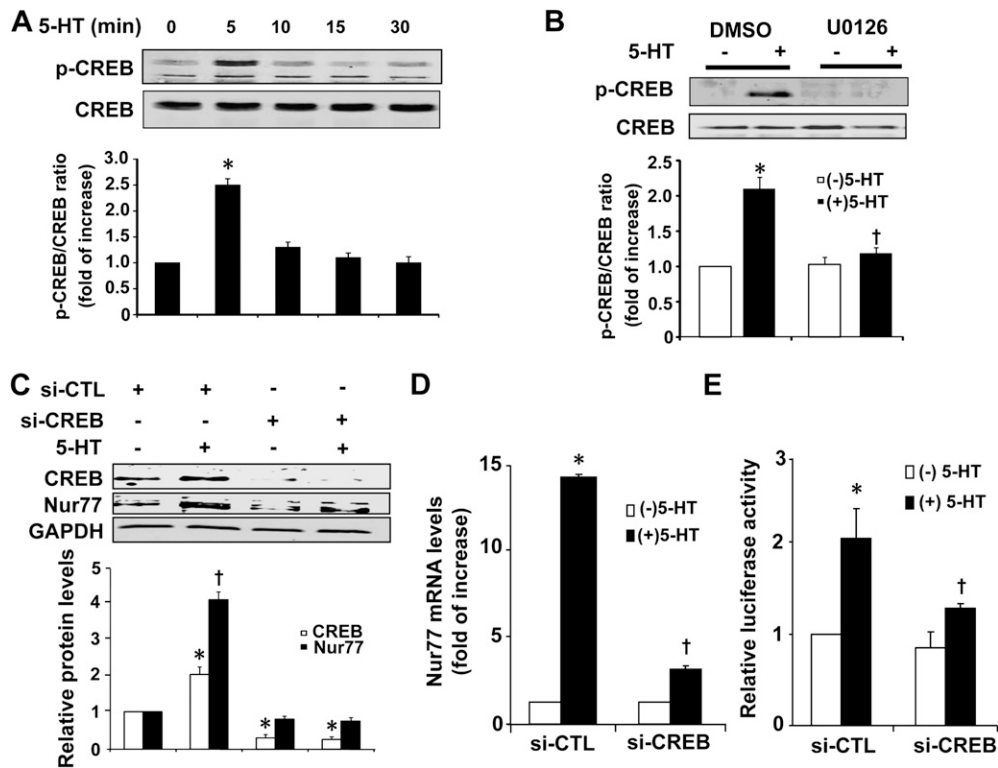 A
5-HT (min) 0 5 10 15 30
p-CREB
CREB
p-CREB/CREB ratio
(fold of increase)
3.0
2.5
2.0
1.5
1.0
0.5
0
*
B
DMSO U0126
5-HT - + - +
p-CREB
CREB
p-CREB/CREB ratio
(fold of increase)
2.5
2.0
1.5
1.0
0.5
0
*
†
(-)5-HT
(+)5-HT
C
si-CTL + + - -
si-CREB - - + +
5-HT - + - +
CREB
Nur77
GAPDH
Relative protein levels
5
4
2
2
1
0
*
†
*
*
CREB
Nur77
D
Nur77 mRNA levels
(fold of increase)
15
10
5
0
*
†
(-)5-HT
(+)5-HT
si-CTL si-CREB
E
Relative luciferase activity
3
2
1
0
*
†
(-) 5-HT
(+) 5-HT
si-CTL si-CREB